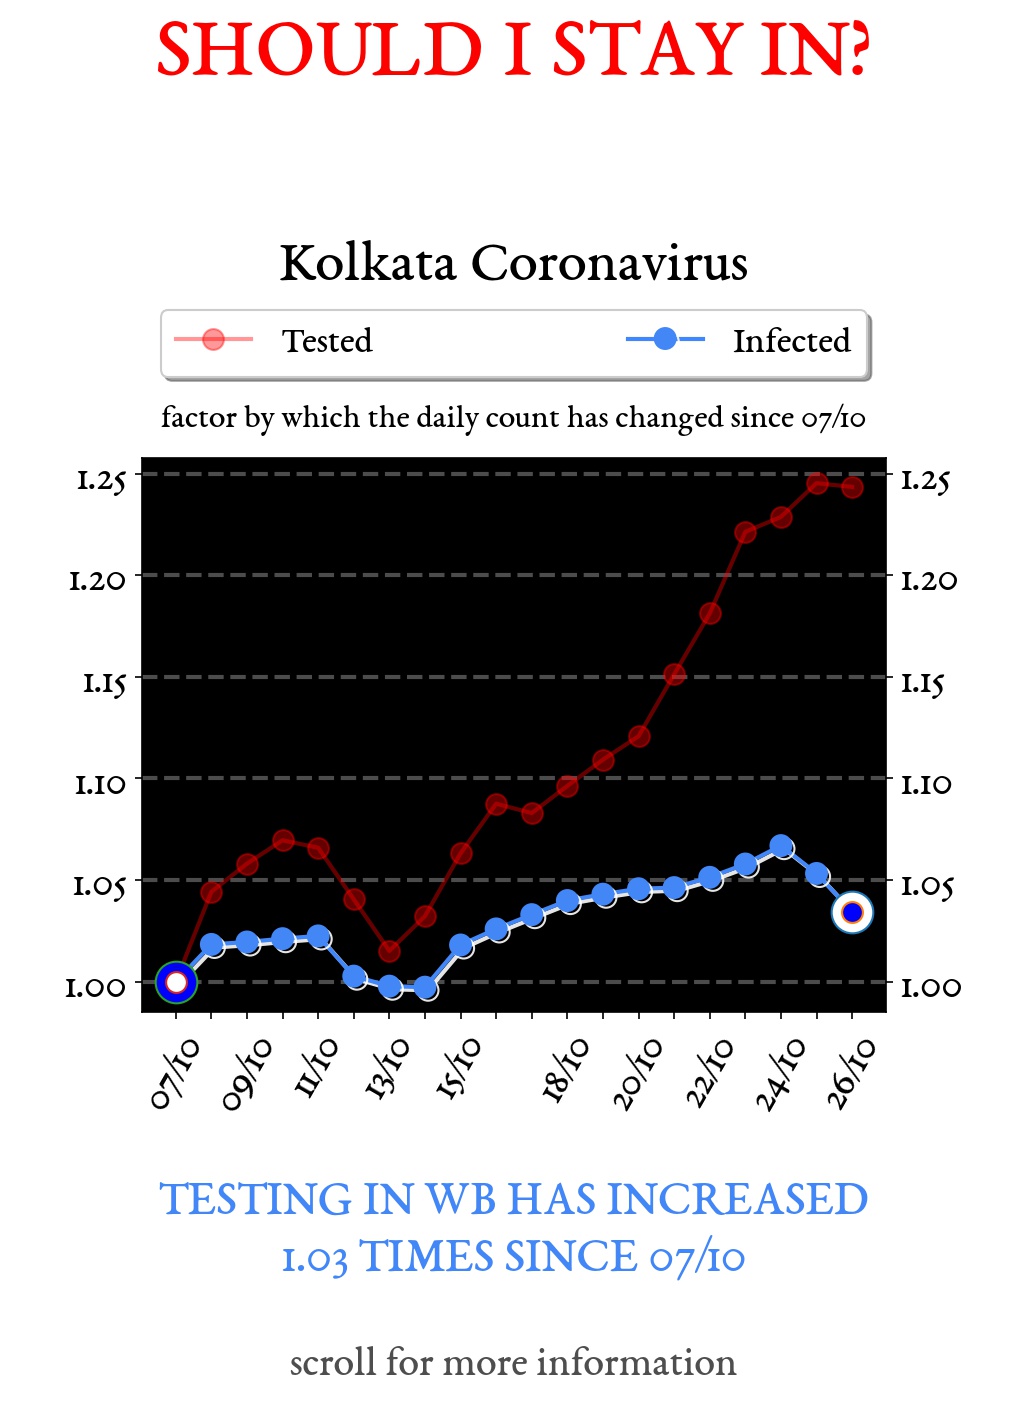 SHOULD I STAY IN?
Kolkata Coronavirus
Tested Infected
factor by which the daily count has changed since 07/10
1.25 1.25
1.20 1.20
1.15 1.15
1.10 1.10
1.05 1.05
1.00 1.00
07/10 09/10 11/10 13/10 15/10 18/10 20/10 22/10 24/10 26/10
TESTING IN WB HAS INCREASED
1.03 TIMES SINCE 07/10
scroll for more information